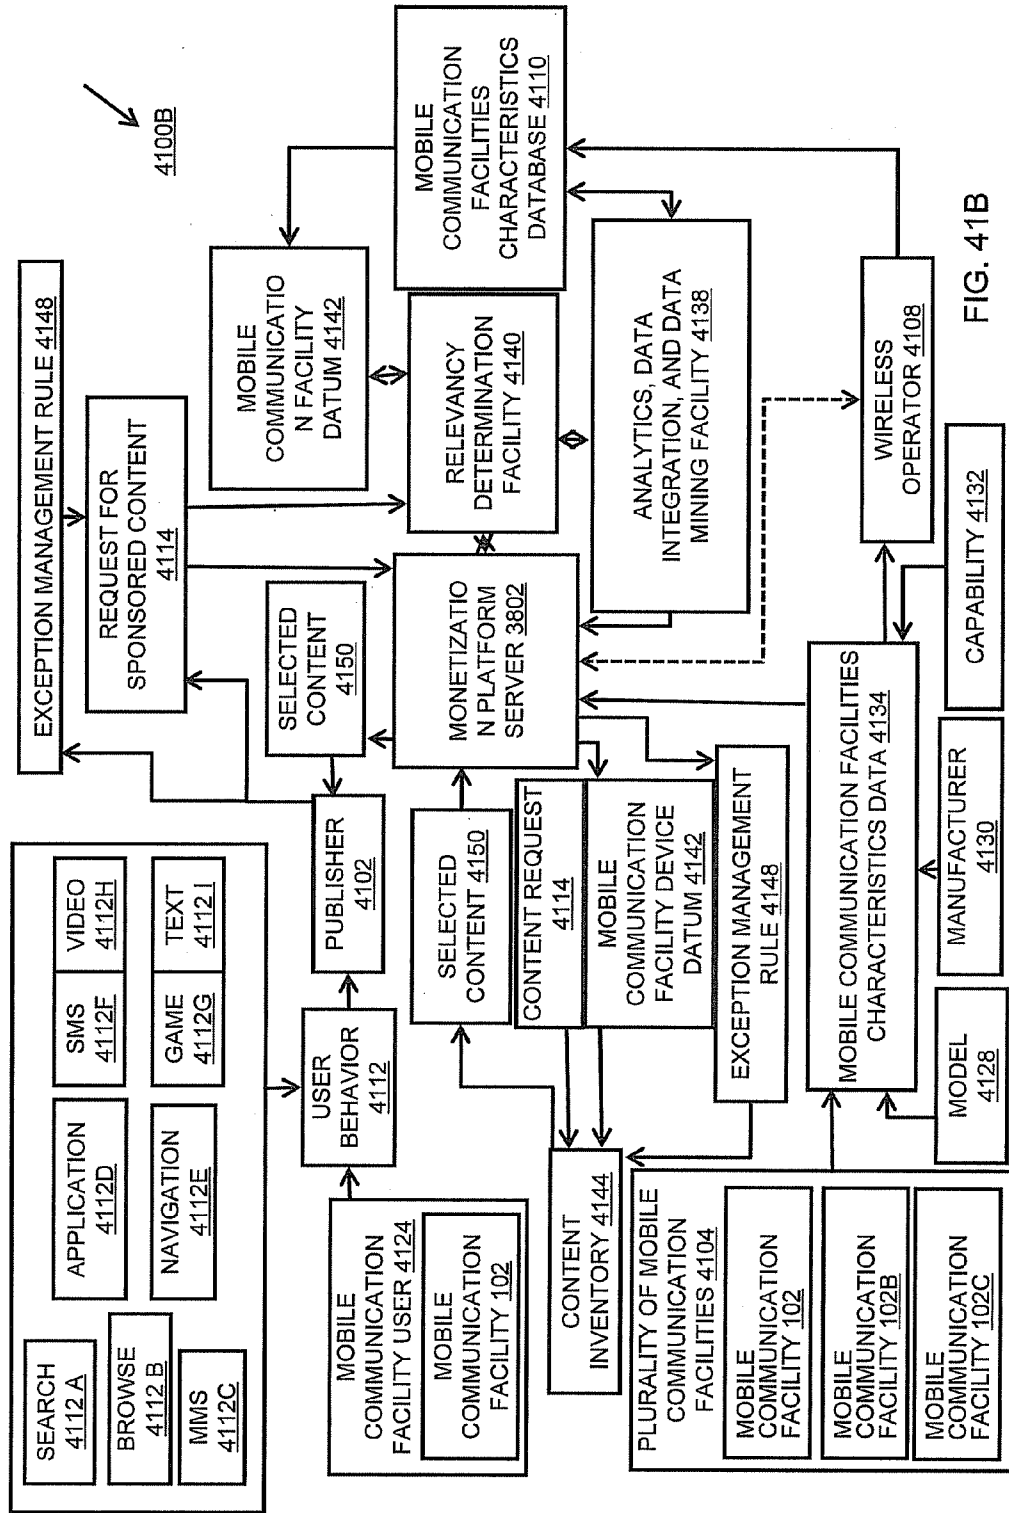 4100B
SEARCH
4112 A
BROWSE
4112 B
MMS
4112C
APPLICATION
4112D
NAVIGATION
4112E
SMS
4112F
VIDEO
4112H
GAME
4112G
TEXT
4112 I
EXCEPTION MANAGEMENT RULE 4148
REQUEST FOR
SPONSORED CONTENT
4114
MOBILE
COMMUNICATION
FACILITY USER 4124
MOBILE
COMMUNICATION
FACILITY 102
USER
BEHAVIOR
4112
PUBLISHER
4102
SELECTED
CONTENT
4150
MOBILE
COMMUNICATIO
N FACILITY
DATUM 4142
MOBILE
COMMUNICATION
FACILITIES
CHARACTERISTICS
DATABASE 4110
RELEVANCY
DETERMINATION
FACILITY 4140
MONETIZATIO
N PLATFORM
SERVER 3802
SELECTED
CONTENT 4150
CONTENT REQUEST
4114
MOBILE
COMMUNICATION
FACILITY DEVICE
DATUM 4142
EXCEPTION MANAGEMENT
RULE 4148
CONTENT
INVENTORY 4144
ANALYTICS, DATA
INTEGRATION, AND DATA
MINING FACILITY 4138
PLURALITY OF MOBILE
COMMUNICATION
FACILITIES 4104
MOBILE
COMMUNICATION
FACILITY 102
MOBILE
COMMUNICATION
FACILITY 102B
MOBILE
COMMUNICATION
FACILITY 102C
MOBILE COMMUNICATION FACILITIES
CHARACTERISTICS DATA 4134
MODEL
4128
MANUFACTURER
4130
CAPABILITY 4132
WIRELESS
OPERATOR 4108
FIG. 41B